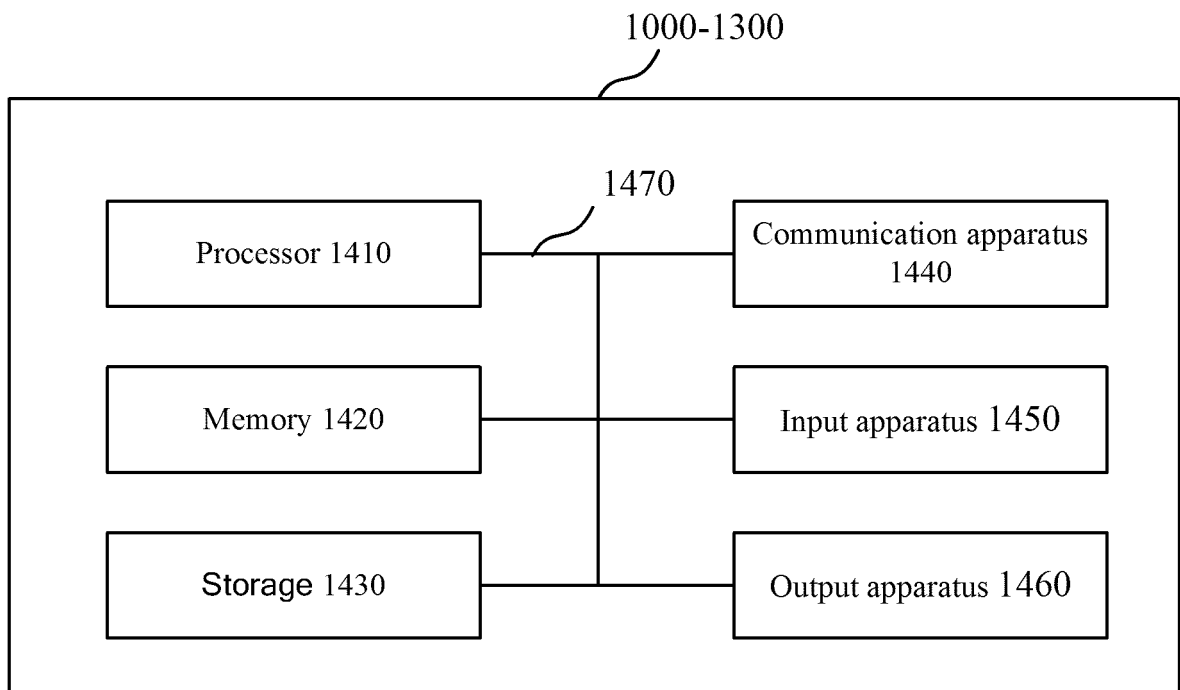 1000-1300
1470
Processor 1410
Communication apparatus
1440
Memory 1420
Input apparatus 1450
Storage 1430
Output apparatus 1460